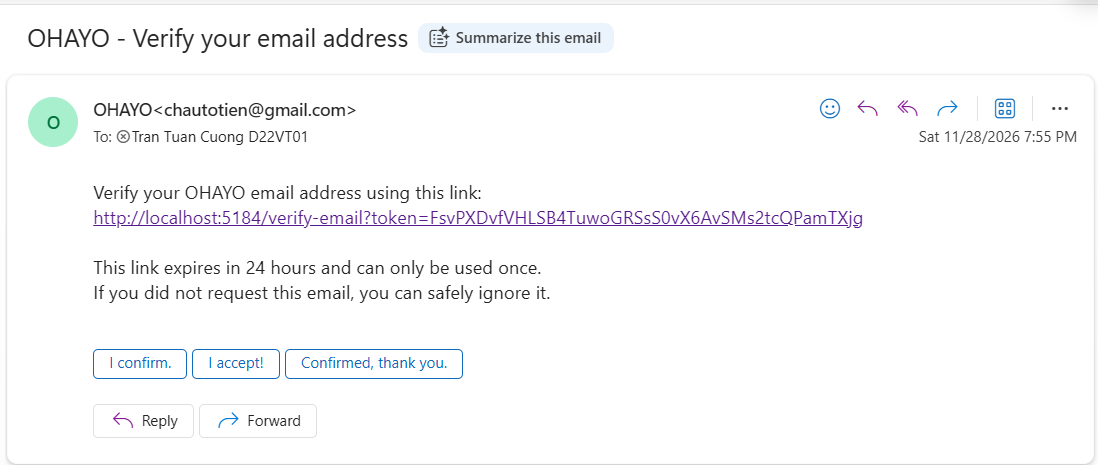 OHAYO - Verify your email address
Summarize this email
O
OHAYO<chautotien@gmail.com>
To: Tran Tuan Cuong D22VT01
Sat 11/28/2026 7:55 PM
Verify your OHAYO email address using this link:
http://localhost:5184/verify-email?token=FsvPXDvfVHLSB4TuwoGRSsS0vX6AvSMs2tcQPamTXjg
This link expires in 24 hours and can only be used once.
If you did not request this email, you can safely ignore it.
I confirm.
I accept!
Confirmed, thank you.
Reply
Forward